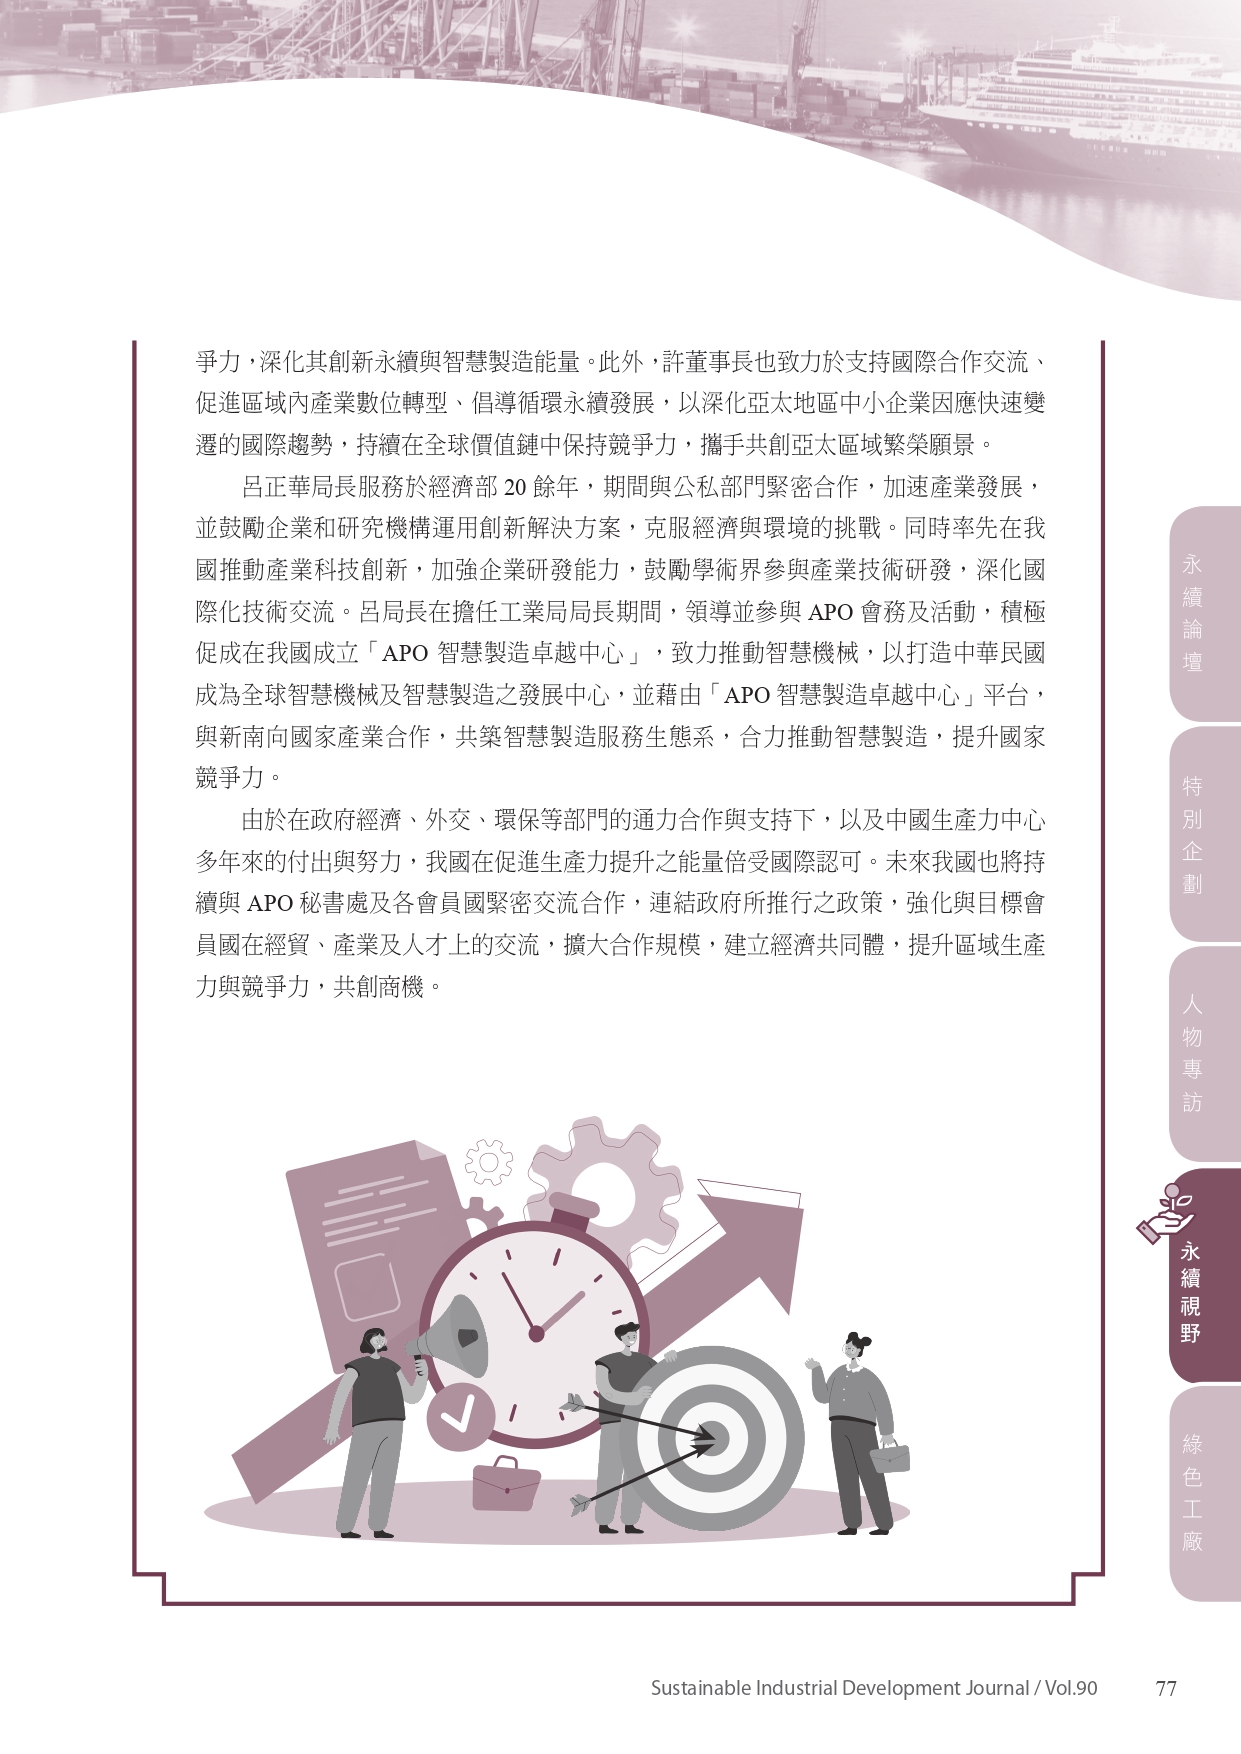 爭力，深化其創新永續與智慧製造能量。此外，許董事長也致力於支持國際合作交流、
促進區域內產業數位轉型、倡導循環永續發展，以深化亞太地區中小企業因應快速變
遷的國際趨勢，持續在全球價值鏈中保持競爭力，攜手共創亞太區域繁榮願景。
呂正華局長服務於經濟部 20 餘年，期間與公私部門緊密合作，加速產業發展，
並鼓勵企業和研究機構運用創新解決方案，克服經濟與環境的挑戰。同時率先在我
國推動產業科技創新，加強企業研發能力，鼓勵學術界參與產業技術研發，深化國
際化技術交流。呂局長在擔任工業局局長期間，領導並參與 APO 會務及活動，積極
促成在我國成立「APO 智慧製造卓越中心」，致力推動智慧機械，以打造中華民國
成為全球智慧機械及智慧製造之發展中心，並藉由「APO 智慧製造卓越中心」平台，
與新南向國家產業合作，共築智慧製造服務生態系，合力推動智慧製造，提升國家
競爭力。
由於在政府經濟、外交、環保等部門的通力合作與支持下，以及中國生產力中心
多年來的付出與努力，我國在促進生產力提升之能量倍受國際認可。未來我國也將持
續與 APO 秘書處及各會員國緊密交流合作，連結政府所推行之政策，強化與目標會
員國在經貿、產業及人才上的交流，擴大合作規模，建立經濟共同體，提升區域生產
力與競爭力，共創商機。
永續論壇
特別企劃
人物專訪
永續視野
綠色工廠
Sustainable Industrial Development Journal / Vol.90 77